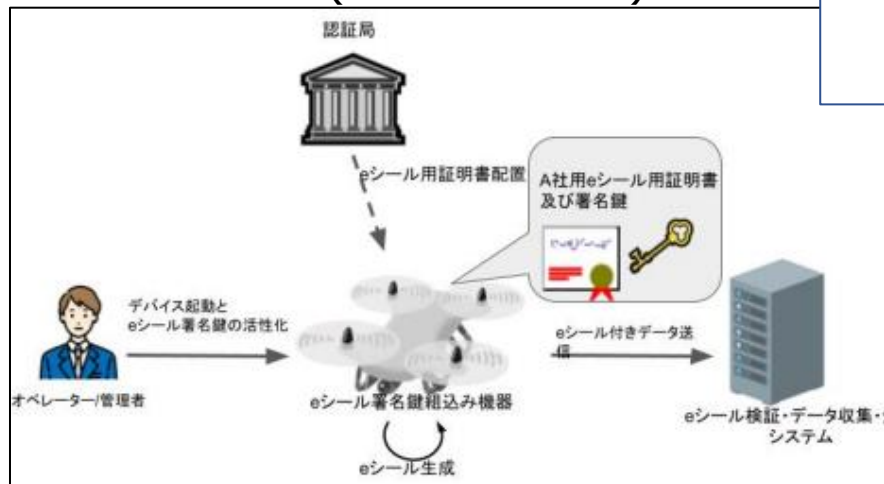 認証局
eシール用証明書配置
A社用eシール用証明書
及び署名鍵
デバイス起動と
eシール署名鍵の活性化
eシール付きデータ送
信
オペレーター/管理者
eシール署名鍵組込み機器
eシール検証・データ収集・
システム
eシール生成